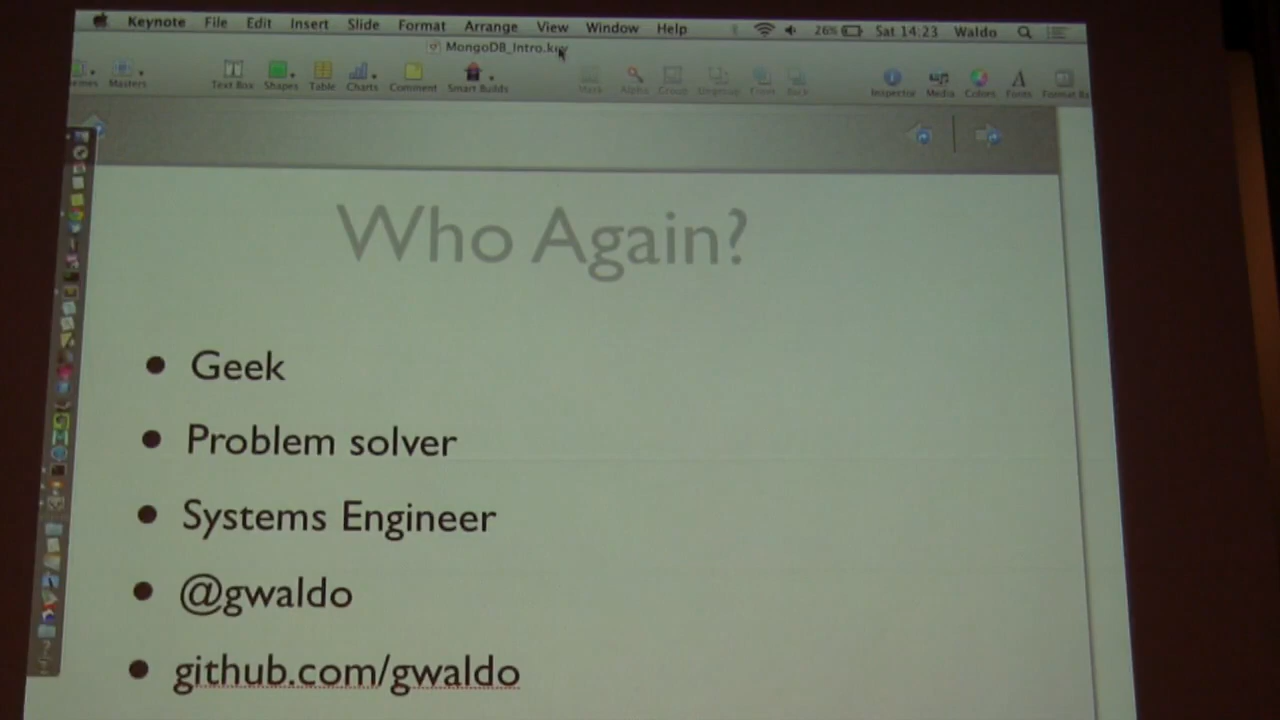 Keynote File Edit Insert Slide Format Arrange View Window Help 26% Sat 14:23 Waldo
MongoDB_Intro.key
Masters Text Box Shapes Table Charts Comment Smart Builds Mask Alpha Group Ungroup Front Back Inspector Media Colors Fonts Format
Who Again?
• Geek
• Problem solver
• Systems Engineer
• @gwaldo
• github.com/gwaldo